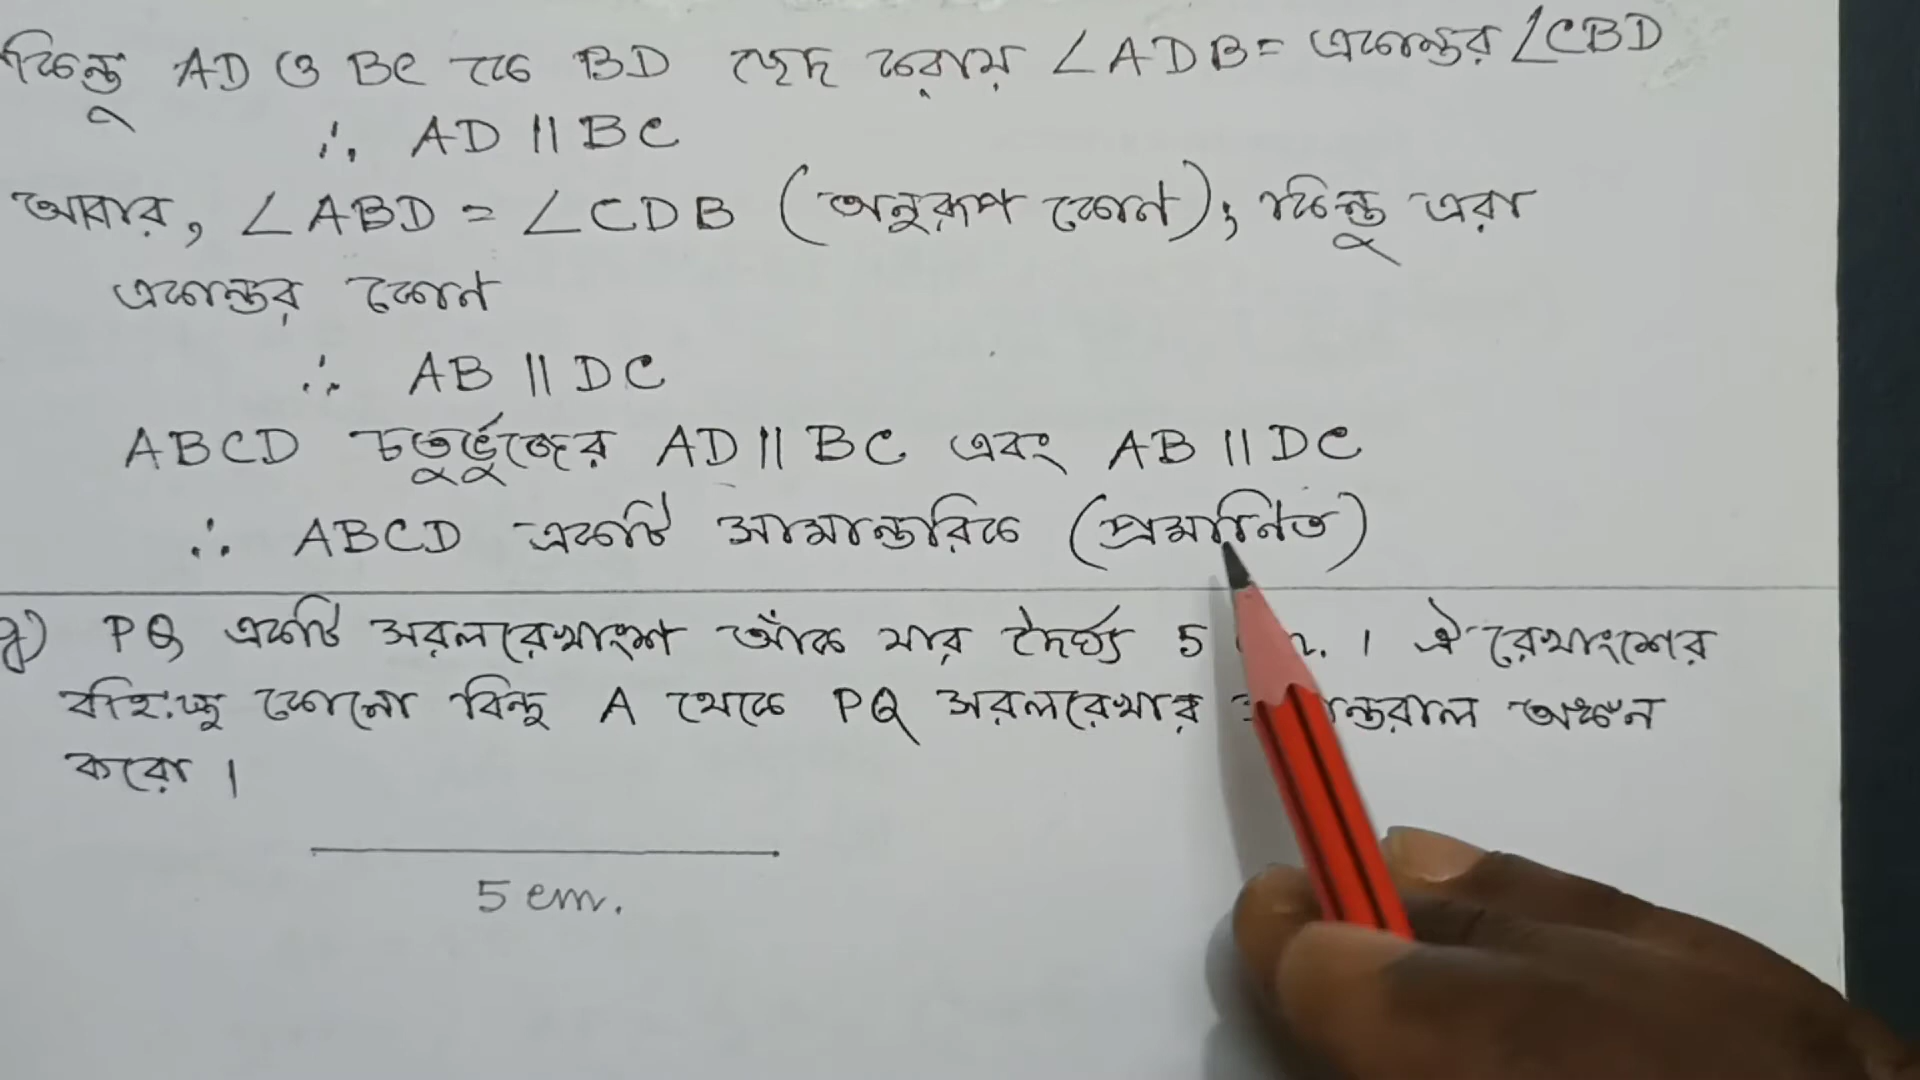 কিন্তু AD ও BC কে BD ছেদ করায় ∠ADB = একান্তর ∠CBD
∴ AD || BC
আবার, ∠ABD = ∠CDB (অনুরূপ কোণ); কিন্তু এরা
একান্তর কোণ
∴ AB || DC
ABCD চতুর্ভুজের AD || BC এবং AB || DC
∴ ABCD একটি সামান্তরিক (প্রমানিত)
PQ একটি সরলরেখাংশ আঁক যার দৈর্ঘ্য 5 । ঐ রেখাংশের
বহিঃস্থ কোনো বিন্দু A থেকে PQ সরলরেখার অঙ্কন
করো ।
5 cm.